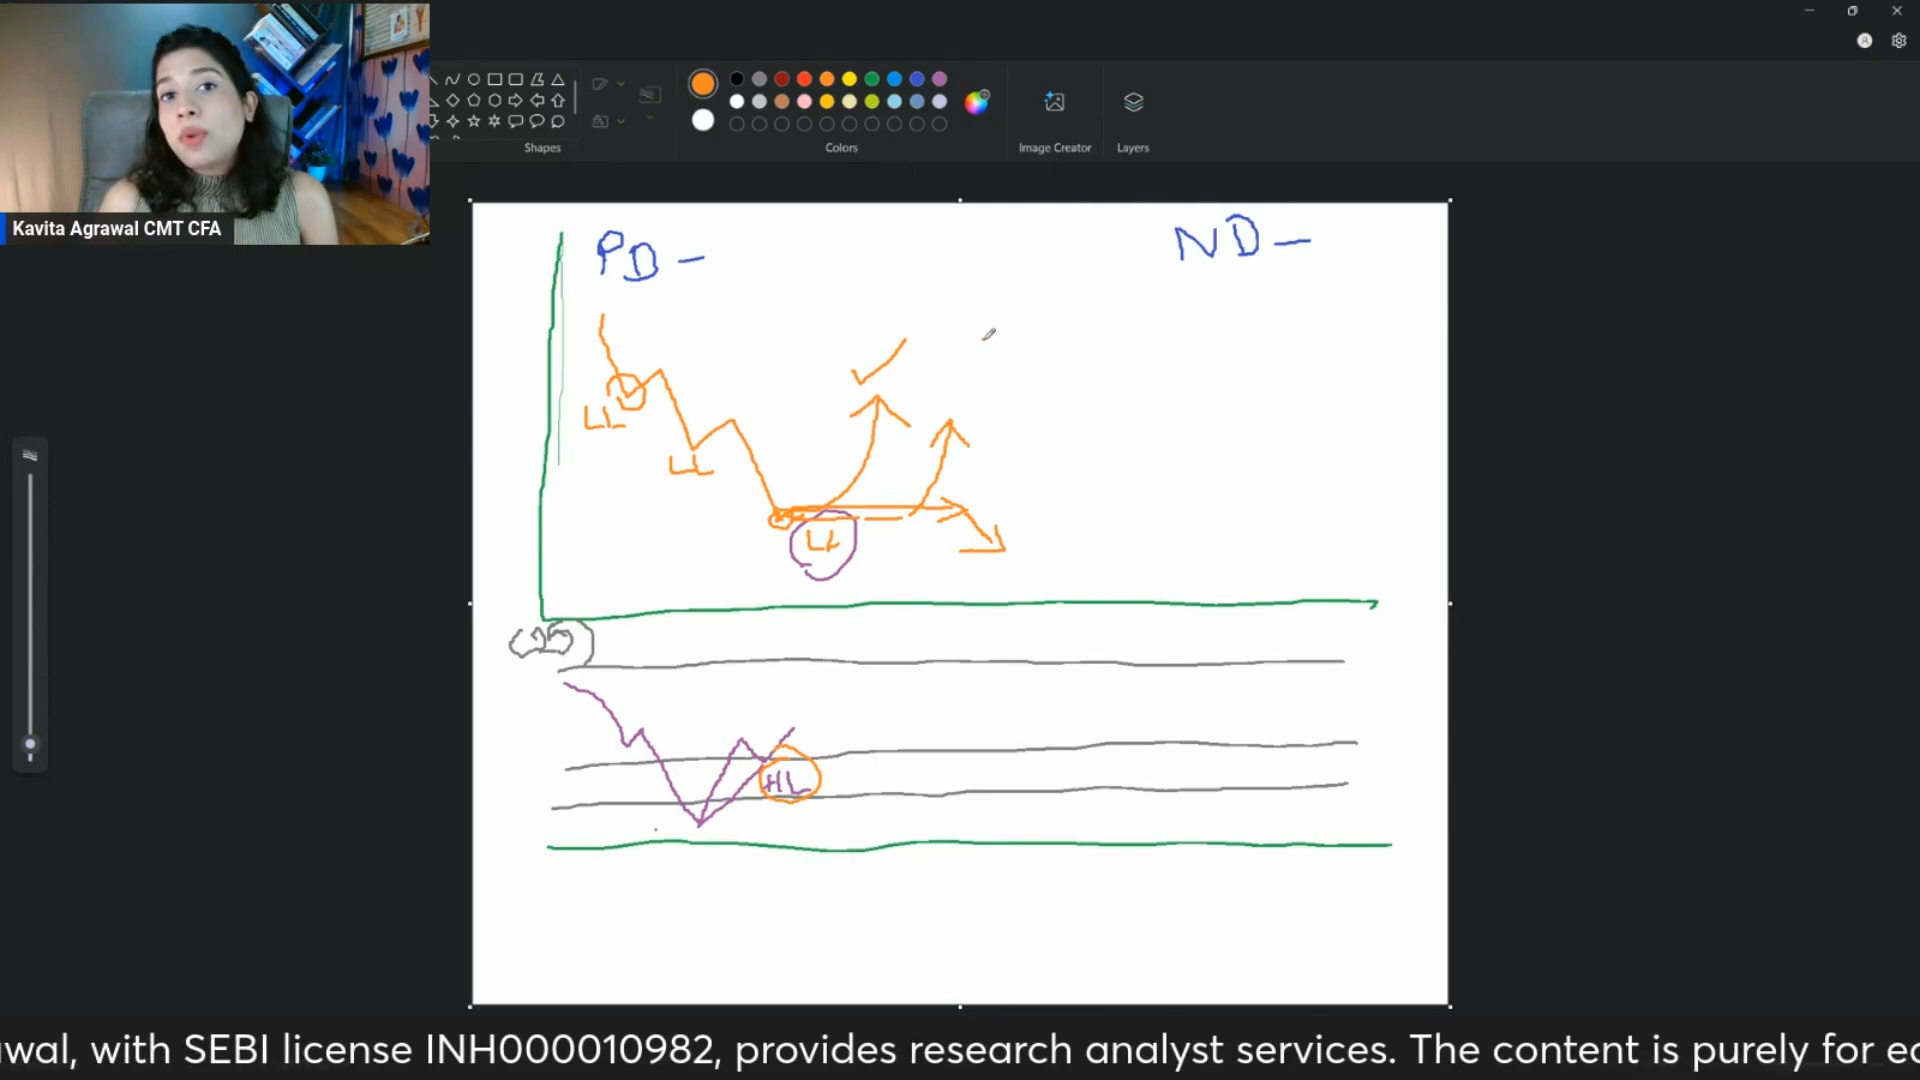 Kavita Agrawal CMT CFA
Shapes
Colors
Image Creator
Layers
PD -
ND -
LL
LL
LL
HL
awal, with SEBI license INH000010982, provides research analyst services. The content is purely for ed